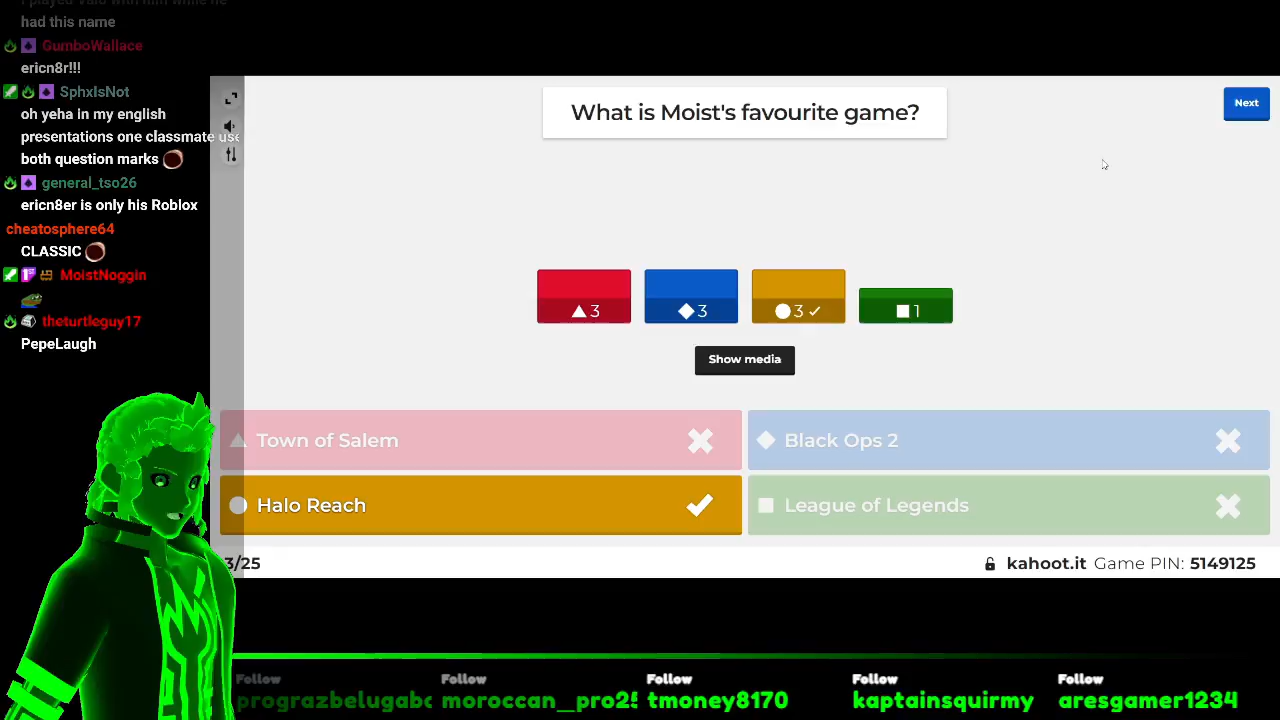 had this name
GumboWallace
ericn8r!!!
SphxIsNot
oh yeha in my english
presentations one classmate use
both question marks
general_tso26
ericn8er is only his Roblox
cheatosphere64
CLASSIC
MoistNoggin
theturtleguy17
PepeLaugh
What is Moist's favourite game?
Next
3
3
3
1
Show media
Town of Salem
Black Ops 2
Halo Reach
League of Legends
3/25
kahoot.it Game PIN: 5149125
Follow
prograzbelugabc
Follow
moroccan_pro25
Follow
tmoney8170
Follow
kaptainsquirmy
Follow
aresgamer1234